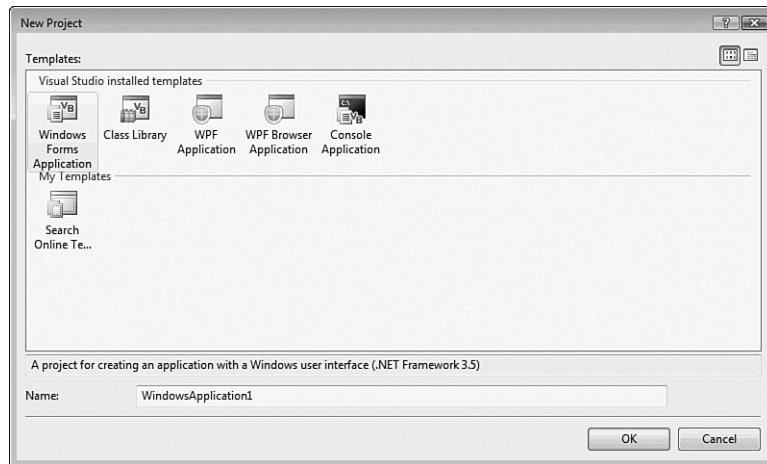 New Project
Templates:
Visual Studio installed templates
Windows Forms Application
Class Library
WPF Application
WPF Browser Application
Console Application
My Templates
Search Online Te...
A project for creating an application with a Windows user interface (.NET Framework 3.5)
Name:
WindowsApplication1
OK
Cancel